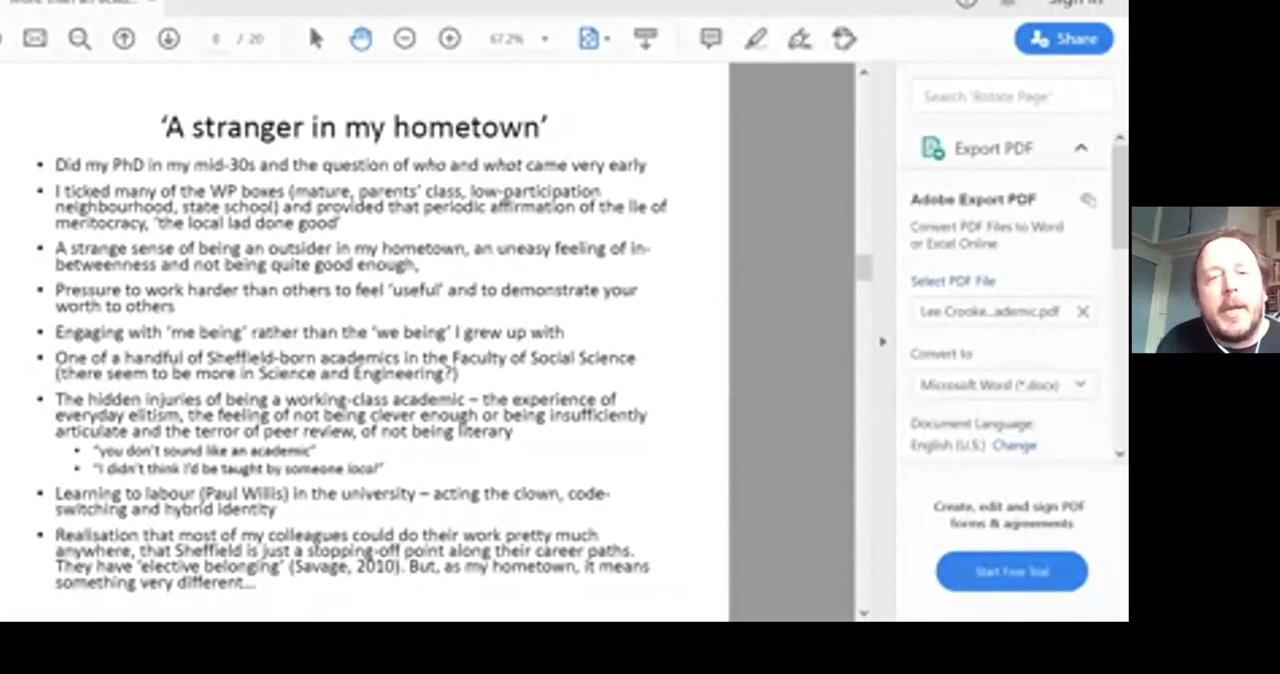 Sign in
8 / 20
67.2%
Share
'A stranger in my hometown'
• Did my PhD in my mid-30s and the question of who and what came very early
• I ticked many of the WP boxes (mature, parents' class, low-participation
neighbourhood, state school) and provided that periodic affirmation of the lie of
meritocracy, 'the local lad done good'
• A strange sense of being an outsider in my hometown, an uneasy feeling of in-
betweenness and not being quite good enough,
• Pressure to work harder than others to feel 'useful' and to demonstrate your
worth to others
• Engaging with 'me being' rather than the 'we being' I grew up with
• One of a handful of Sheffield-born academics in the Faculty of Social Science
(there seem to be more in Science and Engineering?)
• The hidden injuries of being a working-class academic – the experience of
everyday elitism, the feeling of not being clever enough or being insufficiently
articulate and the terror of peer review, of not being literary
• "you don't sound like an academic"
• "I didn't think I'd be taught by someone local"
• Learning to labour (Paul Willis) in the university – acting the clown, code-
switching and hybrid identity
• Realisation that most of my colleagues could do their work pretty much
anywhere, that Sheffield is just a stopping-off point along their career paths.
They have 'elective belonging' (Savage, 2010). But, as my hometown, it means
something very different...
Search 'Rotate Page'
Export PDF
Adobe Export PDF
Convert PDF Files to Word
or Excel Online
Select PDF File
Lee Crooke...ademic.pdf
Convert to
Microsoft Word (*.docx)
Document Language:
English (U.S.) Change
Create, edit and sign PDF
forms & agreements
Start Free Trial